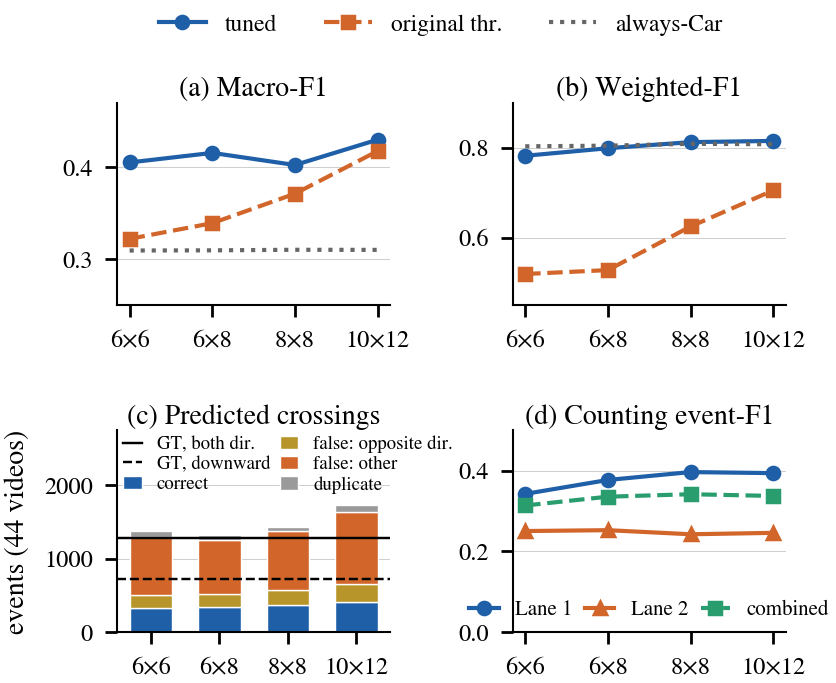 tuned original thr. always-Car
(a) Macro-F1
0.4
0.3
6×6 6×8 8×8 10×12
(b) Weighted-F1
0.8
0.6
6×6 6×8 8×8 10×12
(c) Predicted crossings
events (44 videos)
GT, both dir. false: opposite dir.
GT, downward false: other
correct duplicate
2000
1000
0
6×6 6×8 8×8 10×12
(d) Counting event-F1
0.4
0.2
Lane 1 Lane 2 combined
0.0
6×6 6×8 8×8 10×12